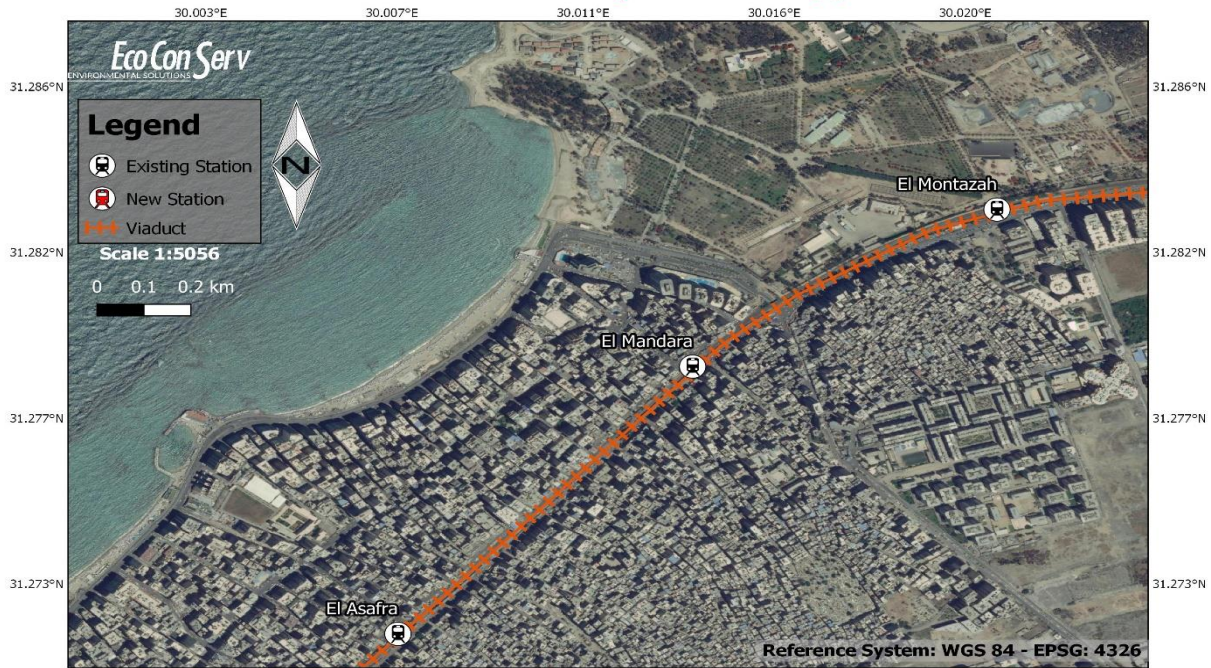 30.003°E 30.007°E 30.011°E 30.016°E 30.020°E
EcoConServ
ENVIRONMENTAL SOLUTIONS
31.286°N 31.286°N
Legend
N
Existing Station
New Station
Viaduct
El Montazah
Scale 1:5056
31.282°N 31.282°N
0 0.1 0.2 km
El Mandara
31.277°N 31.277°N
31.273°N 31.273°N
El Asafra
Reference System: WGS 84 - EPSG: 4326